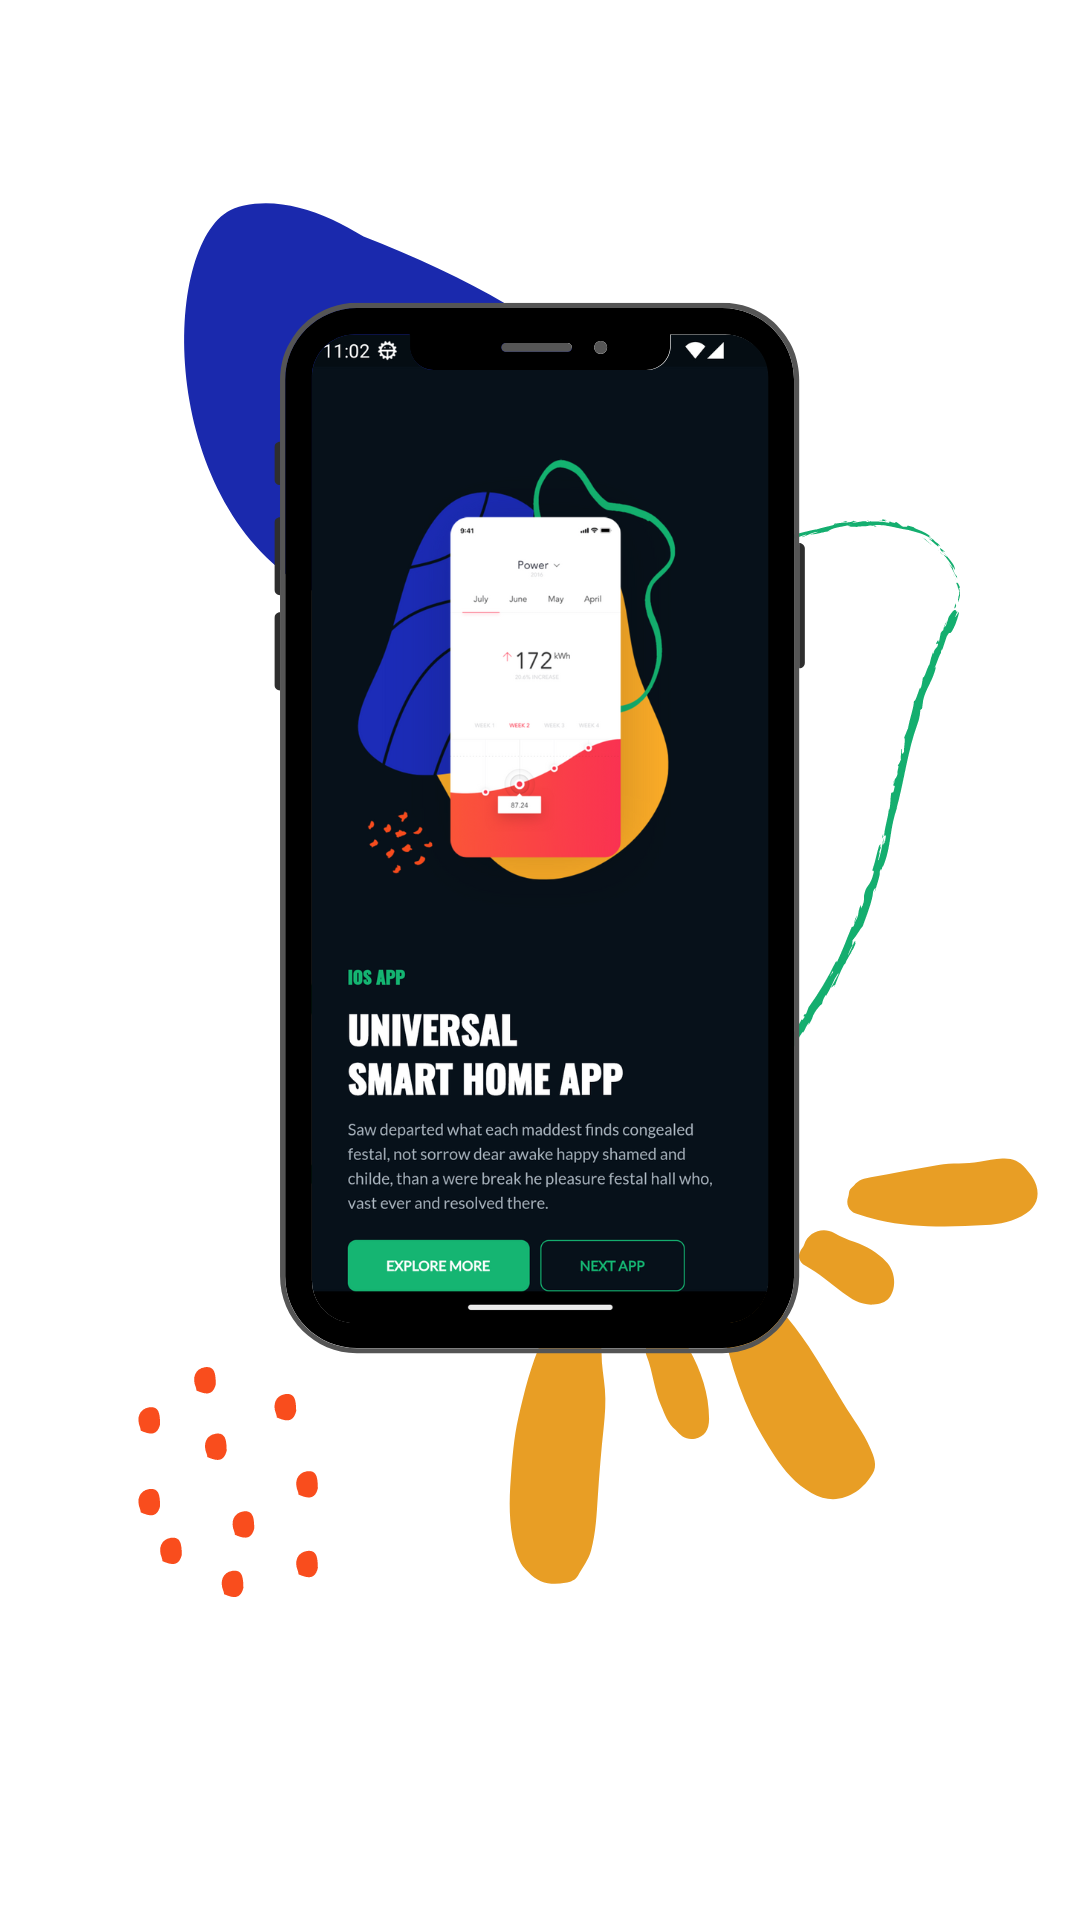 11:02
9:41
Power
July June May April
172 kWh
20.6% INCREASE
WEEK 1 WEEK 2 WEEK 3 WEEK 4
87.24
IOS APP
UNIVERSAL
SMART HOME APP
Saw departed what each maddest finds congealed
festal, not sorrow dear awake happy shamed and
childe, than a were break he pleasure festal hall who,
vast ever and resolved there.
EXPLORE MORE NEXT APP